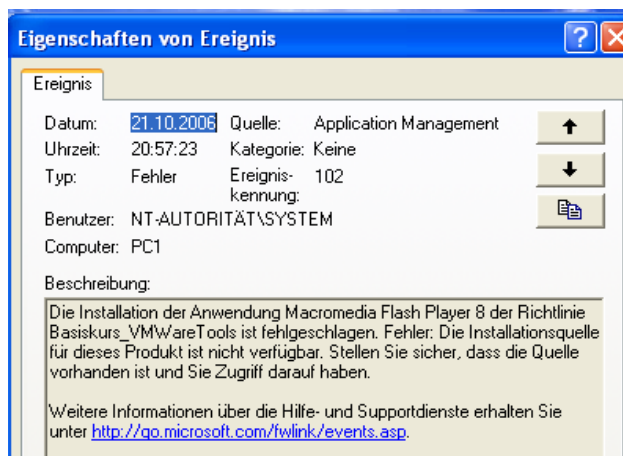 Eigenschaften von Ereignis
Ereignis
Datum: 21.10.2006 Quelle: Application Management
Uhrzeit: 20:57:23 Kategorie: Keine
Typ: Fehler Ereignis-kennung: 102
Benutzer: NT-AUTORITÄT\SYSTEM
Computer: PC1
Beschreibung:
Die Installation der Anwendung Macromedia Flash Player 8 der Richtlinie
Basiskurs_VMWareTools ist fehlgeschlagen. Fehler: Die Installationsquelle
für dieses Produkt ist nicht verfügbar. Stellen Sie sicher, dass die Quelle
vorhanden ist und Sie Zugriff darauf haben.
Weitere Informationen über die Hilfe- und Supportdienste erhalten Sie
unter http://go.microsoft.com/fwlink/events.asp.